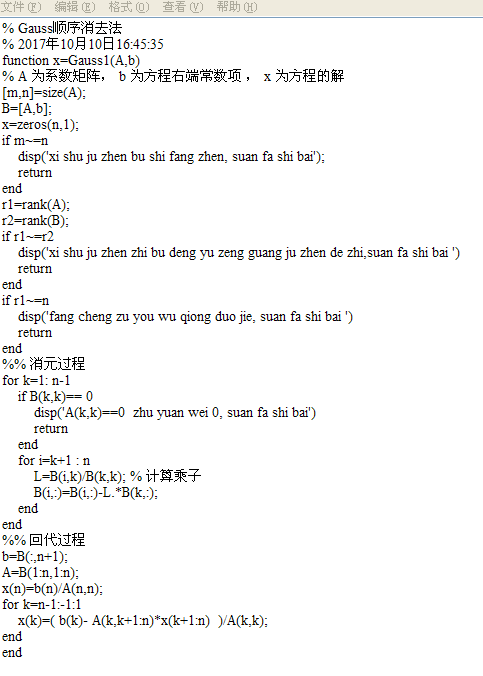 文件(F) 编辑(E) 格式(O) 查看(V) 帮助(H)
% Gauss顺序消去法
% 2017年10月10日16:45:35
function x=Gauss1(A,b)
% A 为系数矩阵， b 为方程右端常数项 ， x 为方程的解
[m,n]=size(A);
B=[A,b];
x=zeros(n,1);
if m~=n
disp('xi shu ju zhen bu shi fang zhen, suan fa shi bai');
return
end
r1=rank(A);
r2=rank(B);
if r1~=r2
disp('xi shu ju zhen zhi bu deng yu zeng guang ju zhen de zhi,suan fa shi bai ')
return
end
if r1~=n
disp('fang cheng zu you wu qiong duo jie, suan fa shi bai ')
return
end
%% 消元过程
for k=1: n-1
if B(k,k)== 0
disp('A(k,k)==0  zhu yuan wei 0, suan fa shi bai')
return
end
for i=k+1 : n
L=B(i,k)/B(k,k); % 计算乘子
B(i,:)=B(i,:)-L.*B(k,:);
end
end
%% 回代过程
b=B(:,n+1);
A=B(1:n,1:n);
x(n)=b(n)/A(n,n);
for k=n-1:-1:1
x(k)=( b(k)- A(k,k+1:n)*x(k+1:n)  )/A(k,k);
end
end